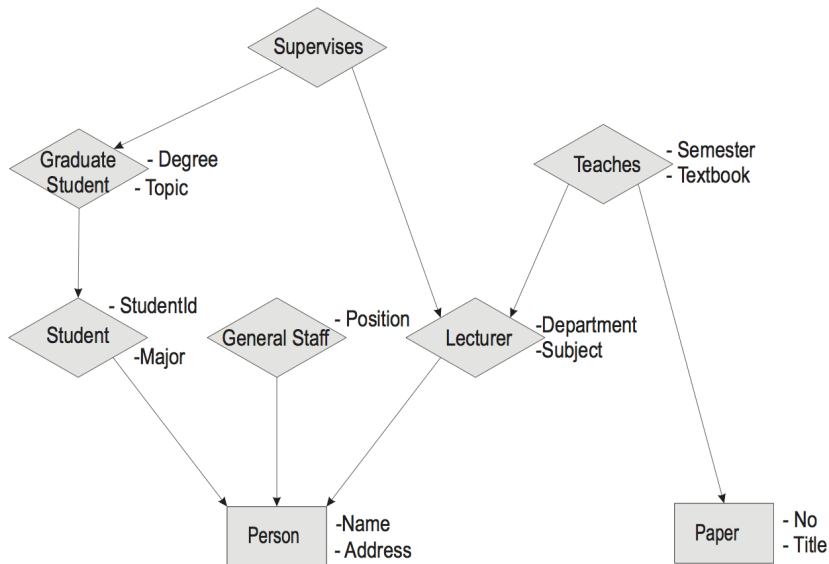 Supervises
Graduate
Student
- Degree
- Topic
Teaches
- Semester
- Textbook
Student
- StudentId
-Major
General Staff
- Position
Lecturer
-Department
-Subject
Person
-Name
- Address
Paper
- No
- Title